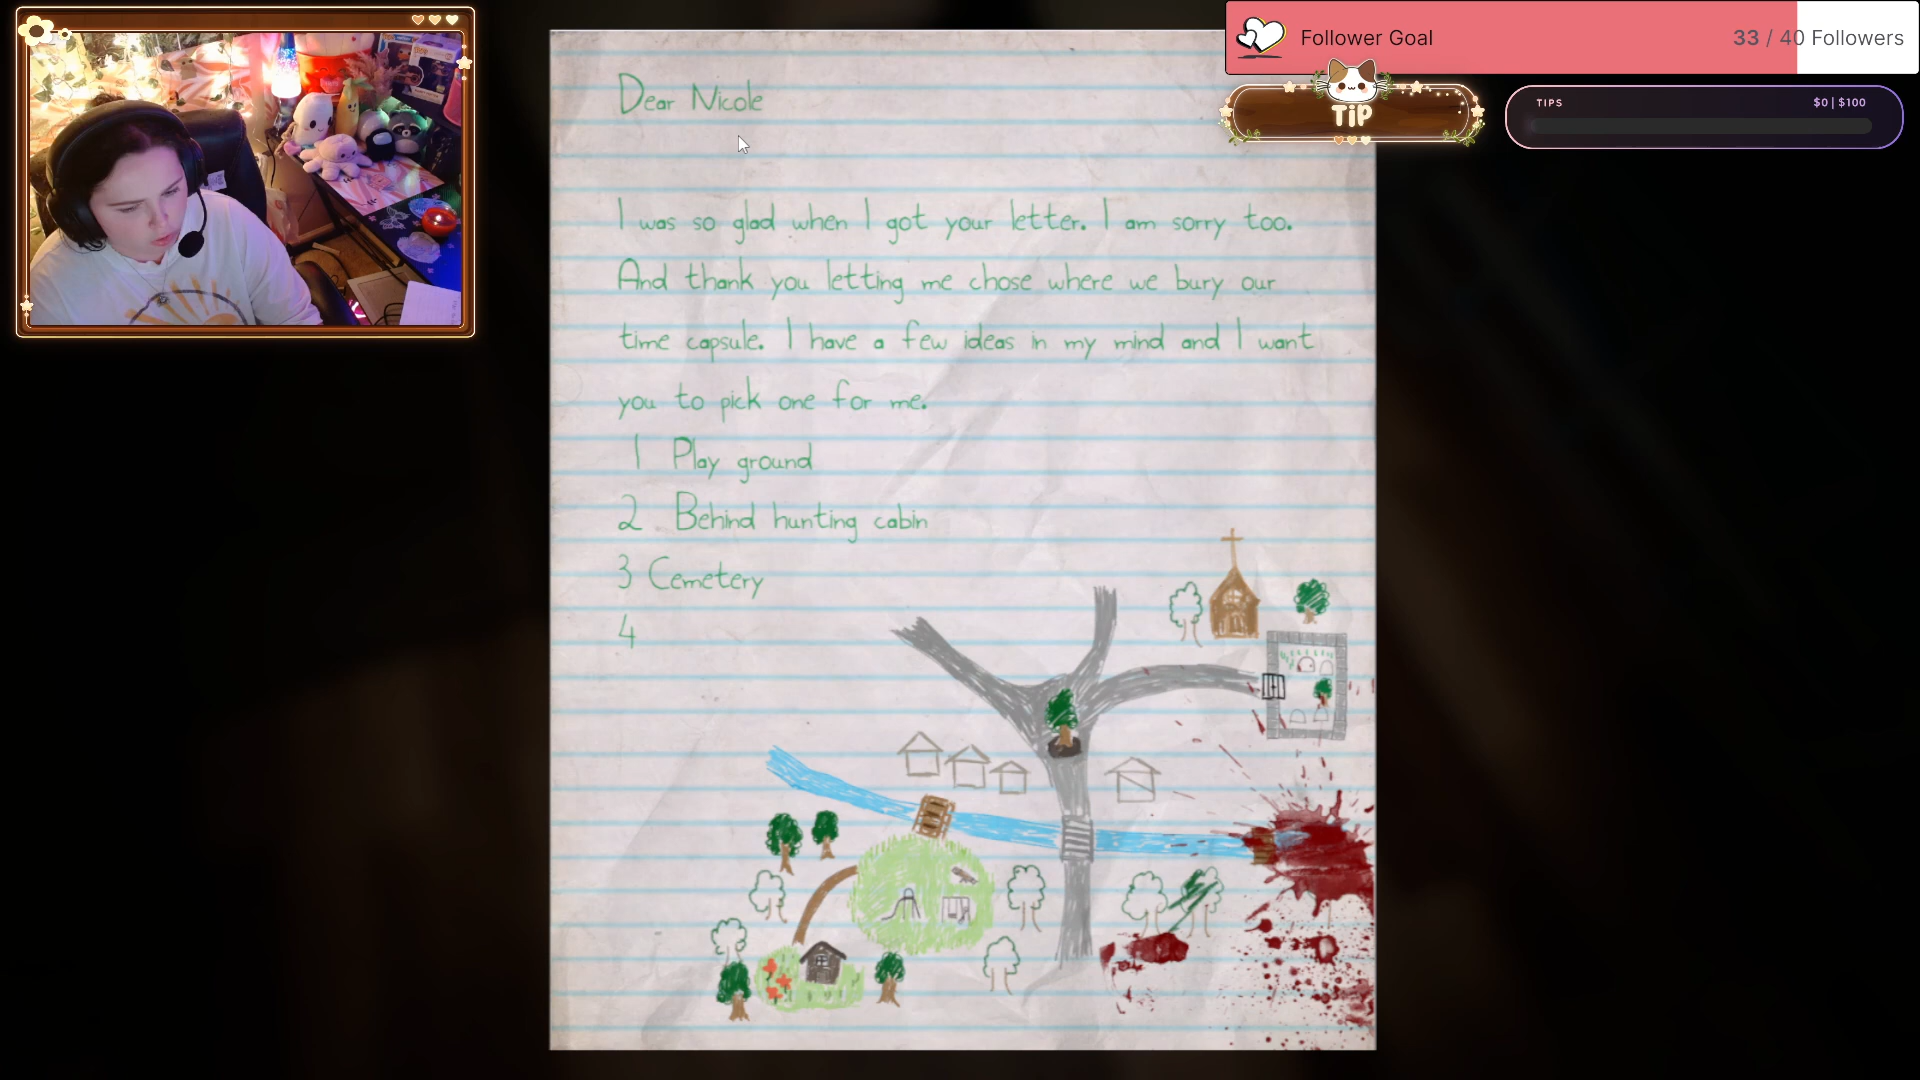 Follower Goal
33 / 40 Followers
TiP
TIPS
$0 | $100
Dear Nicole
I was so glad when I got your letter. I am sorry too.
And thank you letting me chose where we bury our
time capsule. I have a few ideas in my mind and I want
you to pick one for me.
1 Play ground
2 Behind hunting cabin
3 Cemetery
4